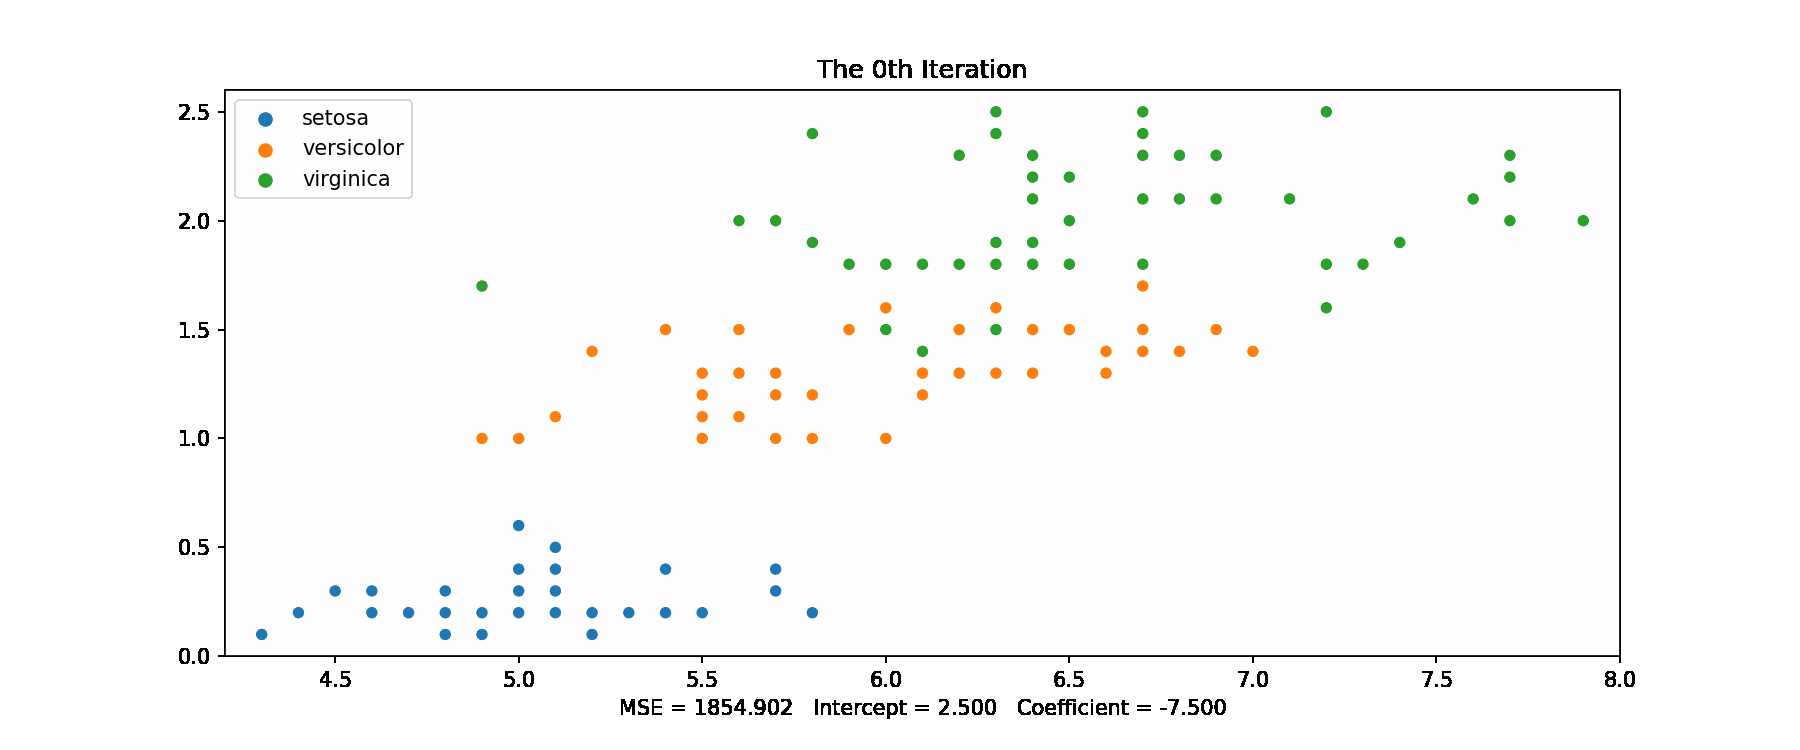 The 0th Iteration
setosa
versicolor
virginica
2.5
2.0
1.5
1.0
0.5
0.0
4.5 5.0 5.5 6.0 6.5 7.0 7.5 8.0
MSE = 1854.902 Intercept = 2.500 Coefficient = -7.500